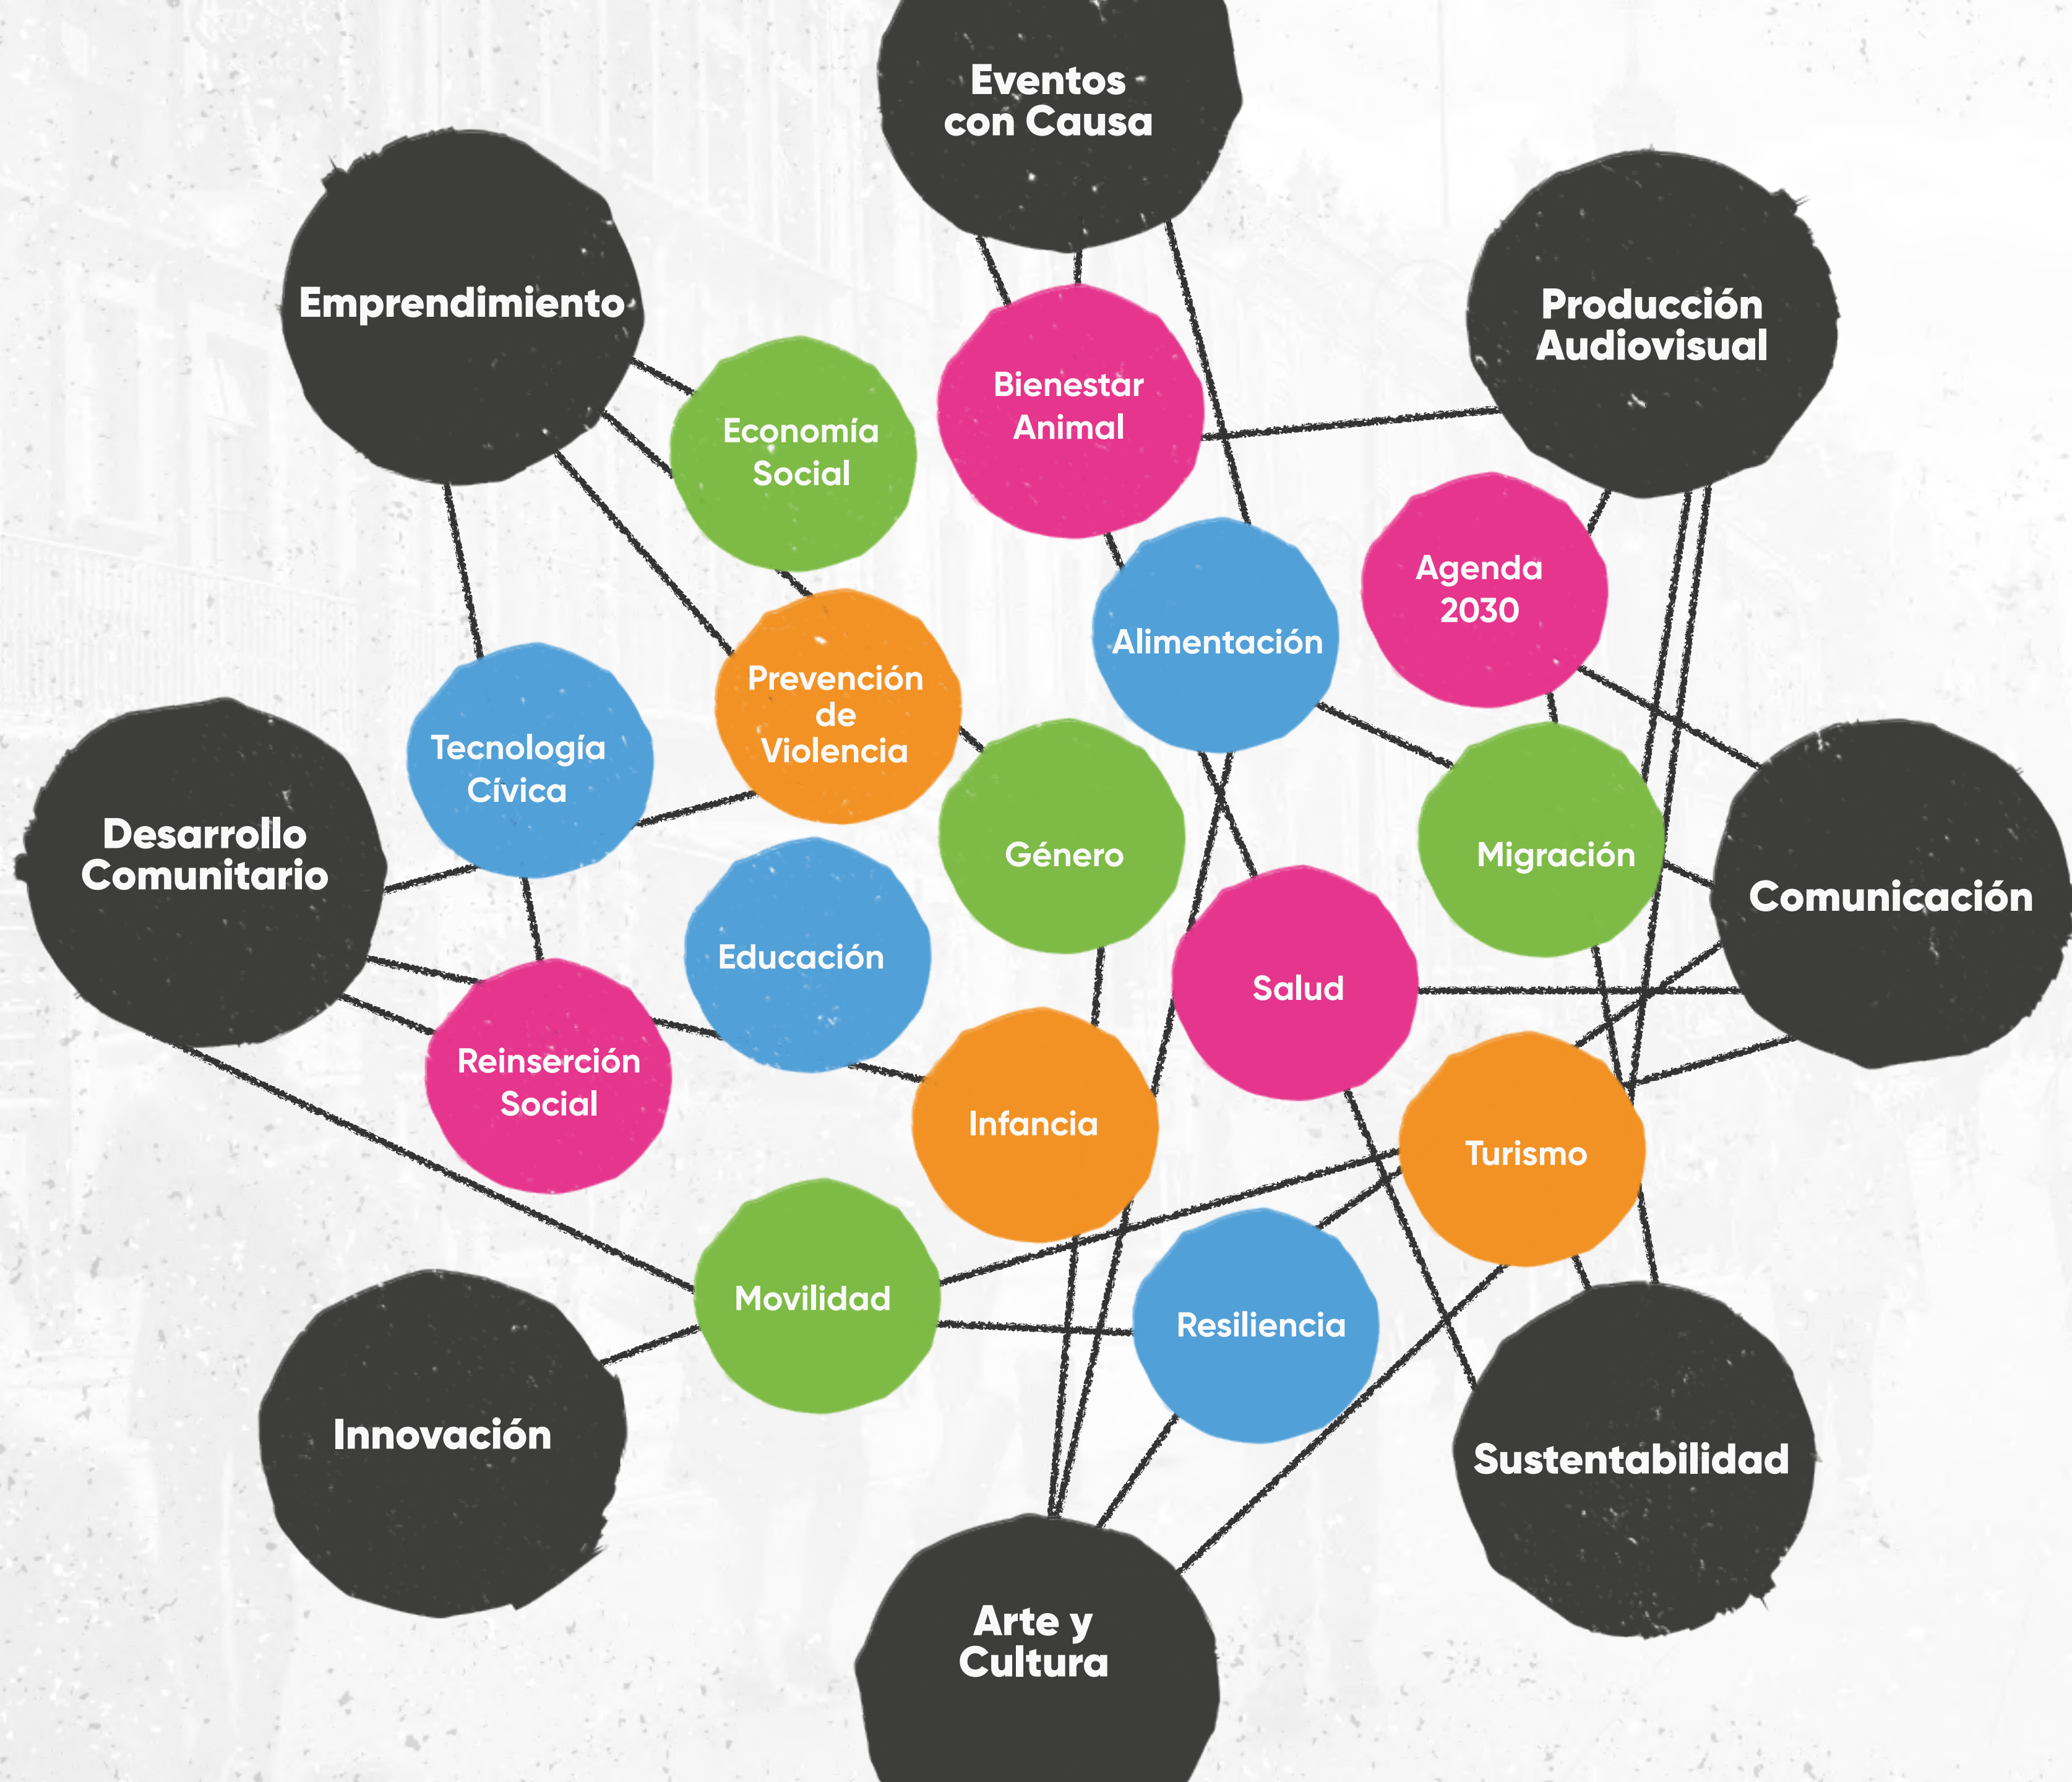 Eventos
con Causa
Emprendimiento
Producción
Audiovisual
Bienestar
Animal
Economía
Social
Agenda
2030
Alimentación
Prevención
de
Violencia
Tecnología
Cívica
Desarrollo
Comunitario
Género
Migración
Comunicación
Educación
Salud
Reinserción
Social
Infancia
Turismo
Movilidad
Resiliencia
Innovación
Sustentabilidad
Arte y
Cultura